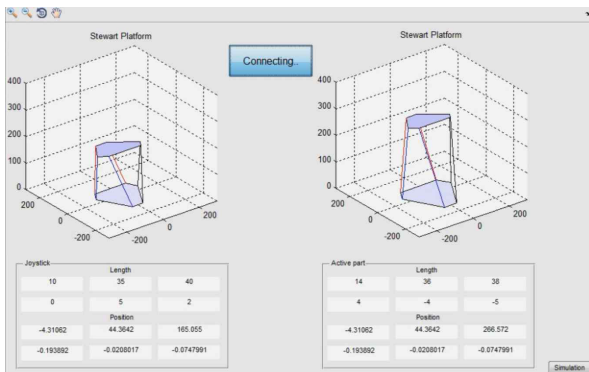 Stewart Platform
400
300
200
100
0
200
0
-200
-200
0
200
Connecting..
Stewart Platform
400
300
200
100
0
200
0
-200
-200
0
200
Joystick
Length
10 35 40
0 5 2
Position
-4.31062 44.3642 165.055
-0.193892 -0.0208017 -0.0747991
Active part
Length
14 36 38
4 -4 -5
Position
-4.31062 44.3642 266.572
-0.193892 -0.0208017 -0.0747991
Simulation